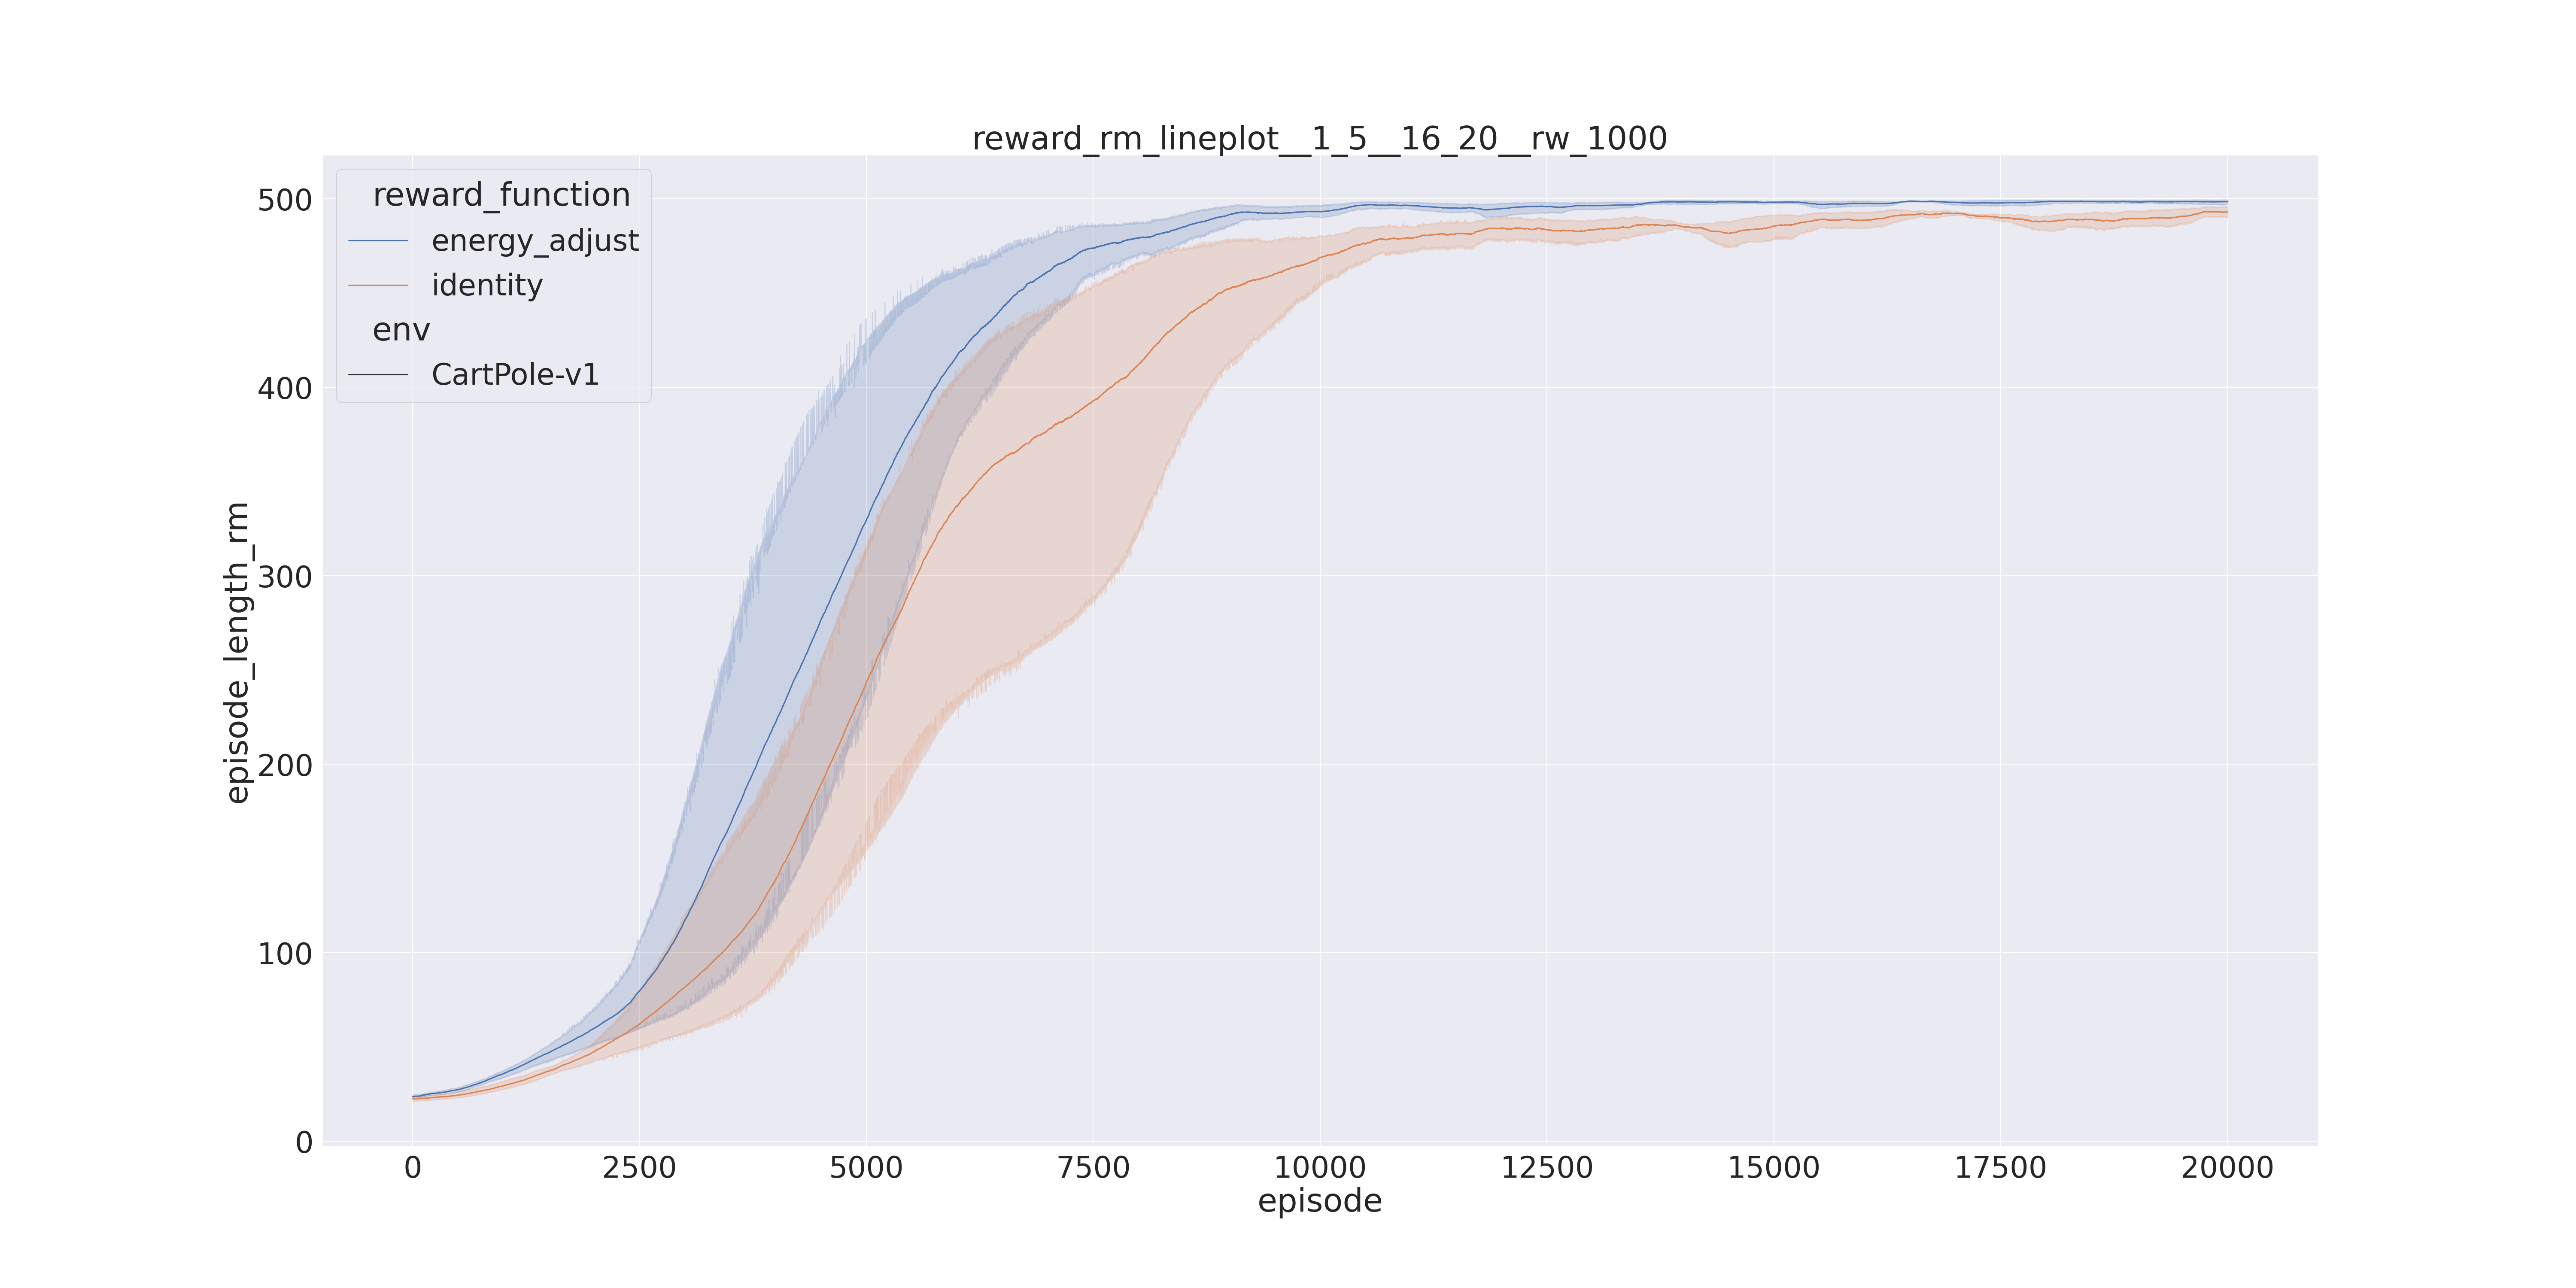 reward_rm_lineplot__1_5__16_20__rw_1000
reward_function
energy_adjust
identity
env
CartPole-v1
episode_length_rm
500
400
300
200
100
0
0 2500 5000 7500 10000 12500 15000 17500 20000
episode